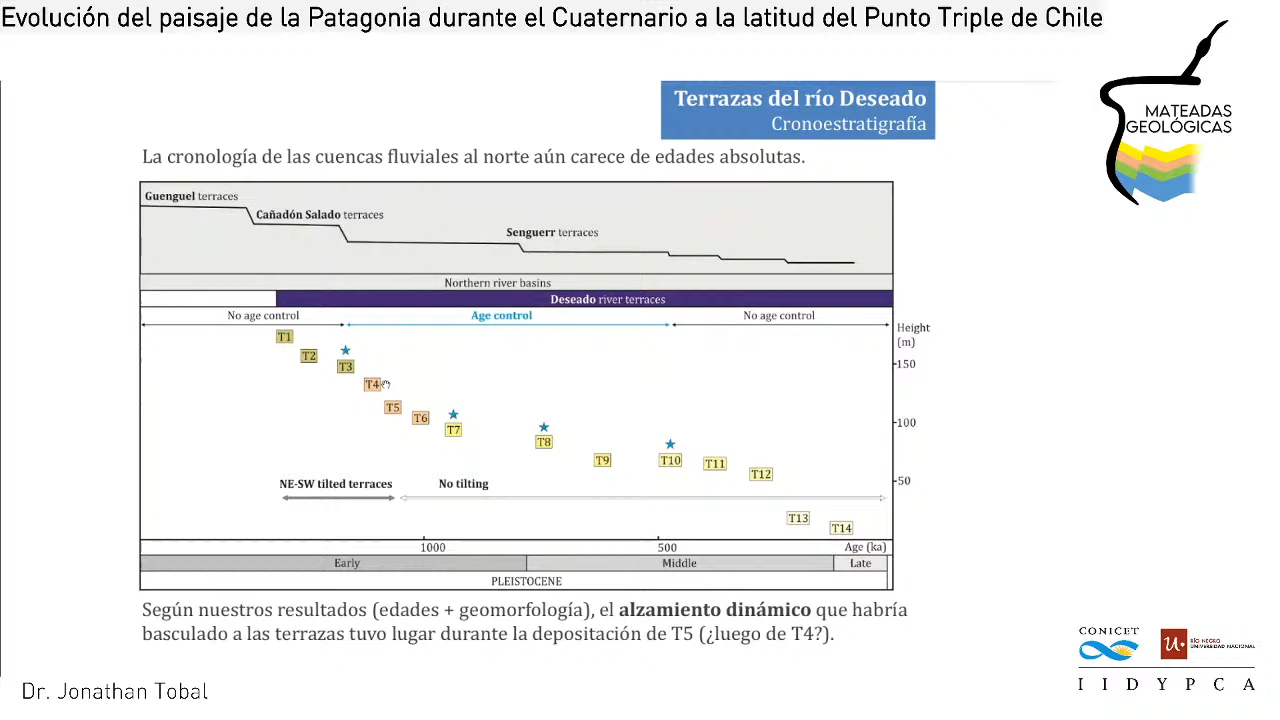 Evolución del paisaje de la Patagonia durante el Cuaternario a la latitud del Punto Triple de Chile
MATEADAS
GEOLÓGICAS
Terrazas del río Deseado
Cronoestratigrafía
La cronología de las cuencas fluviales al norte aún carece de edades absolutas.
Guenguel terraces
Cañadón Salado terraces
Senguerr terraces
Northern river basins
Deseado river terraces
No age control
Age control
No age control
Height
(m)
T1
T2
T3
T4
T5
T6
T7
T8
T9
T10
T11
T12
T13
T14
150
100
50
NE-SW tilted terraces
No tilting
1000
500
Age (ka)
Early
Middle
Late
PLEISTOCENE
Según nuestros resultados (edades + geomorfología), el alzamiento dinámico que habría
basculado a las terrazas tuvo lugar durante la depositación de T5 (¿luego de T4?).
CONICET
RÍO NEGRO
UNIVERSIDAD NACIONAL
I I D Y P C A
Dr. Jonathan Tobal